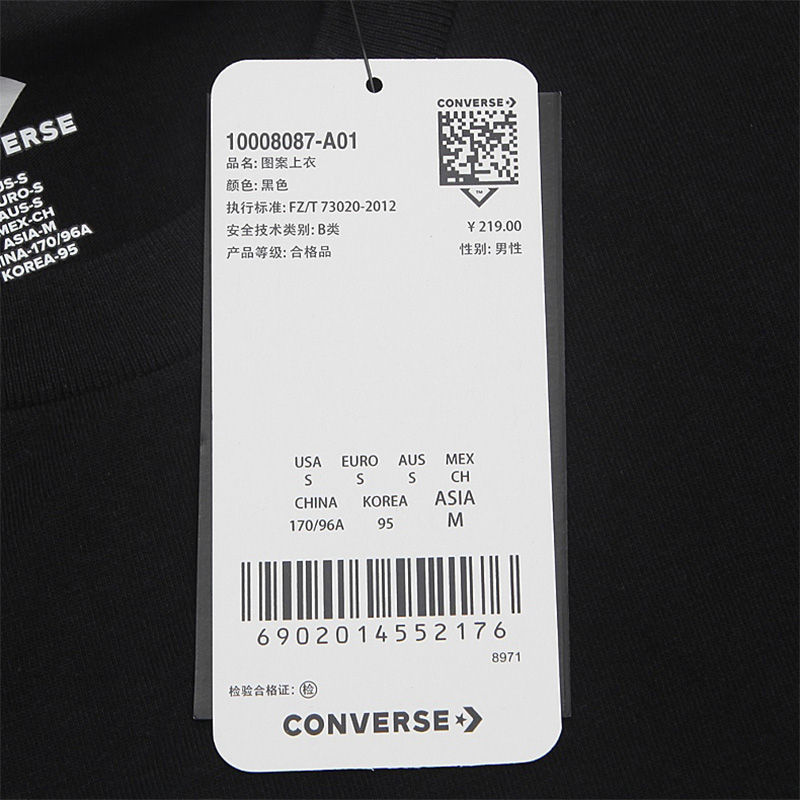 ERSE
US-S
EURO-S
AUS-S
MEX-CH
ASIA-M
INA-170/96A
KOREA-95
CONVERSE
10008087-A01
品名: 图案上衣
颜色: 黑色
执行标准: FZ/T 73020-2012
安全技术类别: B类
¥ 219.00
产品等级: 合格品
性别: 男性
USA EURO AUS MEX
S S S CH
CHINA KOREA ASIA
170/96A 95 M
6902014552176
8971
检验合格证: 检
CONVERSE